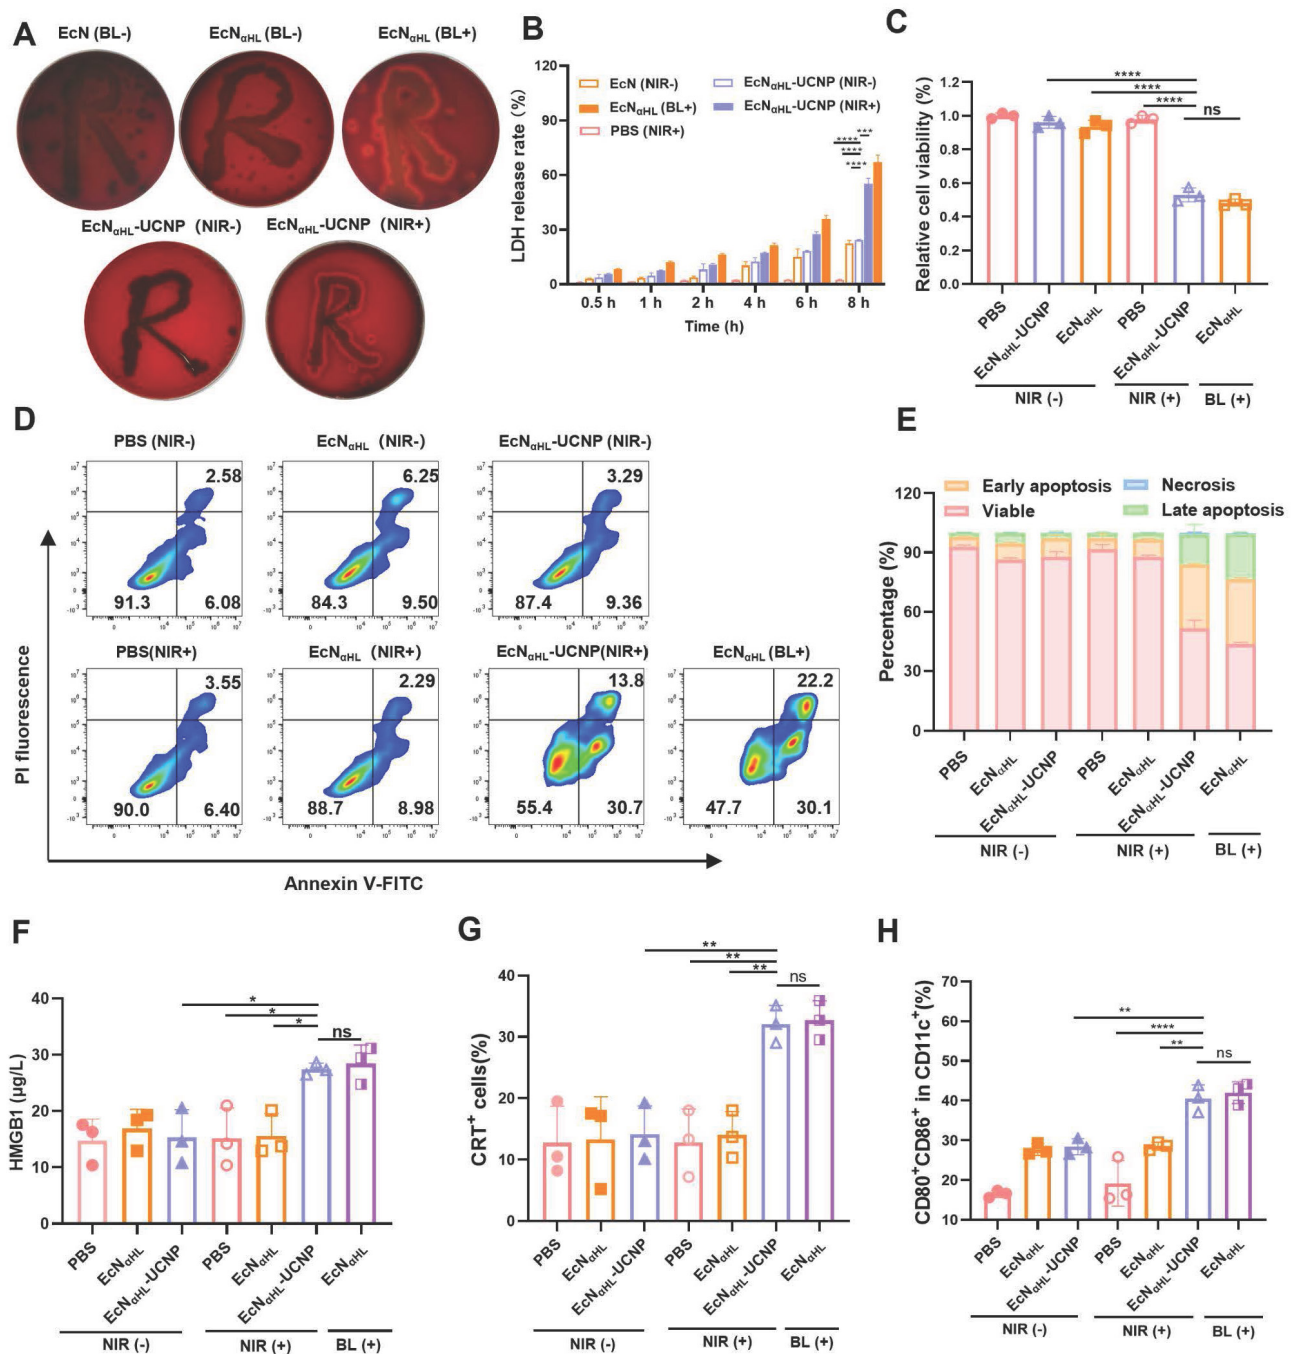 A
EcN (BL-)
EcNαHL (BL-)
EcNαHL (BL+)
R
R
R
EcNαHL-UCNP (NIR-)
EcNαHL-UCNP (NIR+)
R
R
B
LDH release rate (%)
120
90
60
30
0
EcN (NIR-)
EcNαHL (BL+)
PBS (NIR+)
EcNαHL-UCNP (NIR-)
EcNαHL-UCNP (NIR+)
***
****
****
****
0.5 h 1 h 2 h 4 h 6 h 8 h
Time (h)
C
Relative cell viability (%)
1.2
1.0
0.8
0.6
0.4
0.2
0.0
****
****
****
ns
PBS
EcNαHL-UCNP
EcNαHL
PBS
EcNαHL-UCNP
EcNαHL
NIR (-)
NIR (+)
BL (+)
D
PBS (NIR-)
2.58
91.3
6.08
EcNαHL (NIR-)
6.25
84.3
9.50
EcNαHL-UCNP (NIR-)
3.29
87.4
9.36
PBS(NIR+)
3.55
90.0
6.40
EcNαHL (NIR+)
2.29
88.7
8.98
EcNαHL-UCNP(NIR+)
13.8
55.4
30.7
EcNαHL (BL+)
22.2
47.7
30.1
PI fluorescence
Annexin V-FITC
E
Early apoptosis
Necrosis
Viable
Late apoptosis
Percentage (%)
120
90
60
30
0
PBS
EcNαHL
EcNαHL-UCNP
PBS
EcNαHL
EcNαHL-UCNP
EcNαHL
NIR (-)
NIR (+)
BL (+)
F
HMGB1 (μg/L)
40
30
20
10
0
*
*
*
ns
PBS
EcNαHL
EcNαHL-UCNP
PBS
EcNαHL
EcNαHL-UCNP
EcNαHL
NIR (-)
NIR (+)
BL (+)
G
CRT⁺ cells(%)
40
30
20
10
0
**
**
**
ns
PBS
EcNαHL
EcNαHL-UCNP
PBS
EcNαHL
EcNαHL-UCNP
EcNαHL
NIR (-)
NIR (+)
BL (+)
H
CD80⁺CD86⁺ in CD11c⁺(%)
70
60
50
40
30
20
10
**
****
**
ns
PBS
EcNαHL
EcNαHL-UCNP
PBS
EcNαHL
EcNαHL-UCNP
EcNαHL
NIR (-)
NIR (+)
BL (+)